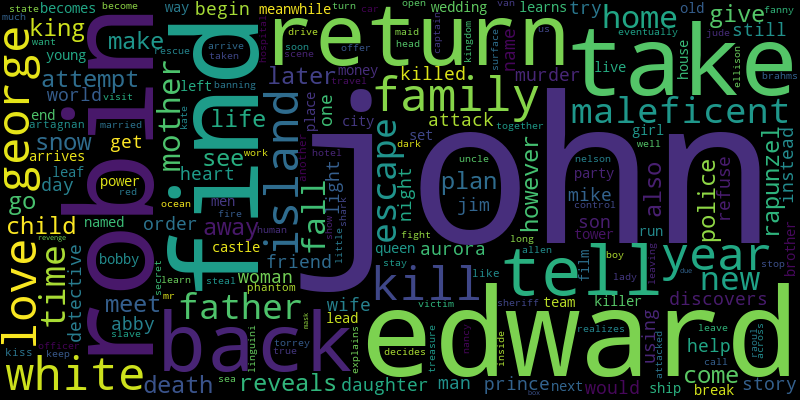 state
becomes
become
way
begin
meanwhile
turn
open
van
wedding
learns
us
fanny
much
king
make
hospital
drive
maid
captain
try
old
home
give
want
young
rescue
arrive
soon
offer
head
kingdom
name
still
eventually
jude
car
scene
surface
house
ellison
return
take
find
robin
george
attempt
taken
left
banning
later
money
killed
murder
live
brahms
world
visit
mother
one
travel
family
maleficent
end
married
life
place
city
attack
set
together
girl
well
artagnan
kate
island
john
dark
snow
get
see
work
another
hotel
escape
uncle
however
nelson
party
also
police
rapunzel
instead
arrives
leaf
power
heart
plan
mike
control
refuse
day
red
ocean
men
fall
light
shark
night
jim
son
tower
go
named
order
fire
show
little
fight
run
brother
child
away
human
queen
aurora
long
allen
boy
lady
love
time
detective
castle
friend
stay
like
film
leaving
year
stop
revenge
bobby
secret
learn
steal
woman
phantom
kill
tell
new
due
meet
mr
father
wife
victim
sheriff
team
killer
discovers
slave
abby
linguini
lead
mask
treasure
realizes
leave
raoul
across
officer
back
torrey
explains
nancy
inside
edward
using
help
call
attacked
kiss
keep
true
decides
come
white
death
sea
reveals
daughter
man
prince
next
would
ship
break
story
box